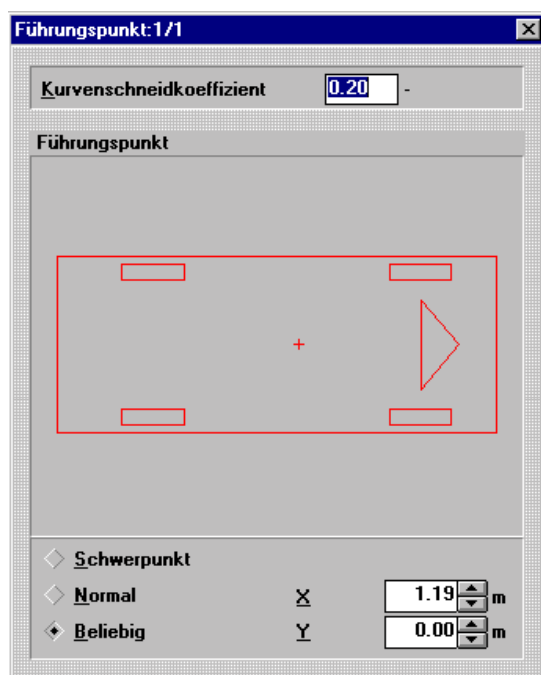 Führungspunkt:1/1
Kurvenschneidkoeffizient 0.20 -
Führungspunkt
Schwerpunkt
Normal X 1.19 m
Beliebig Y 0.00 m